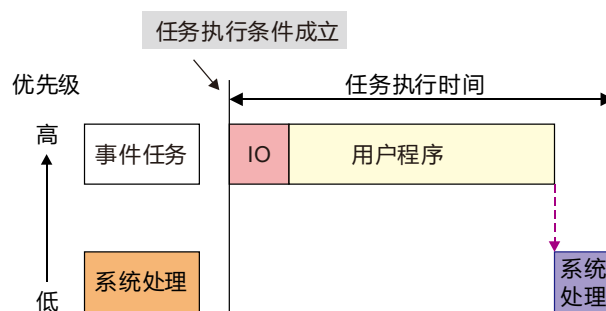 任务执行条件成立
优先级
任务执行时间
高
事件任务
IO
用户程序
系统处理
系统
处理
低